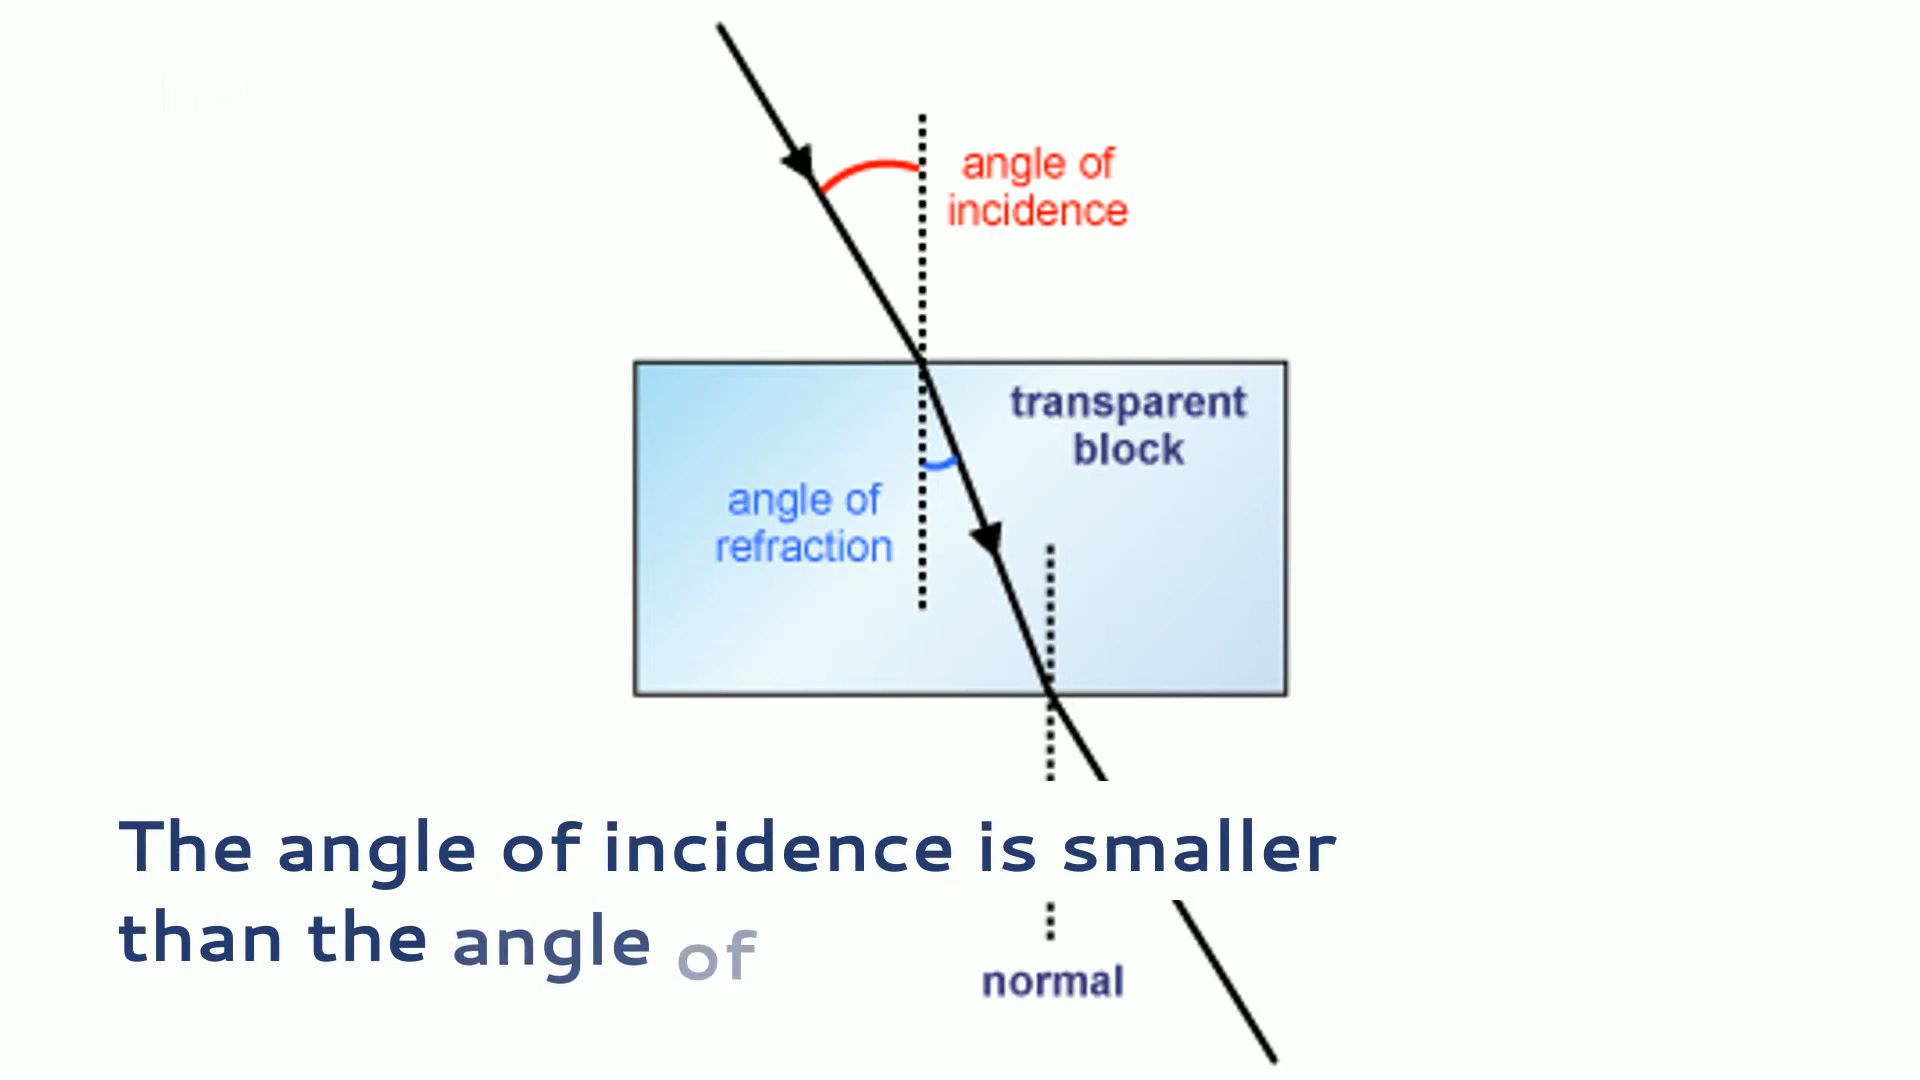 angle of
incidence
transparent
block
angle of
refraction
The angle of incidence is smaller
than the angle of
normal